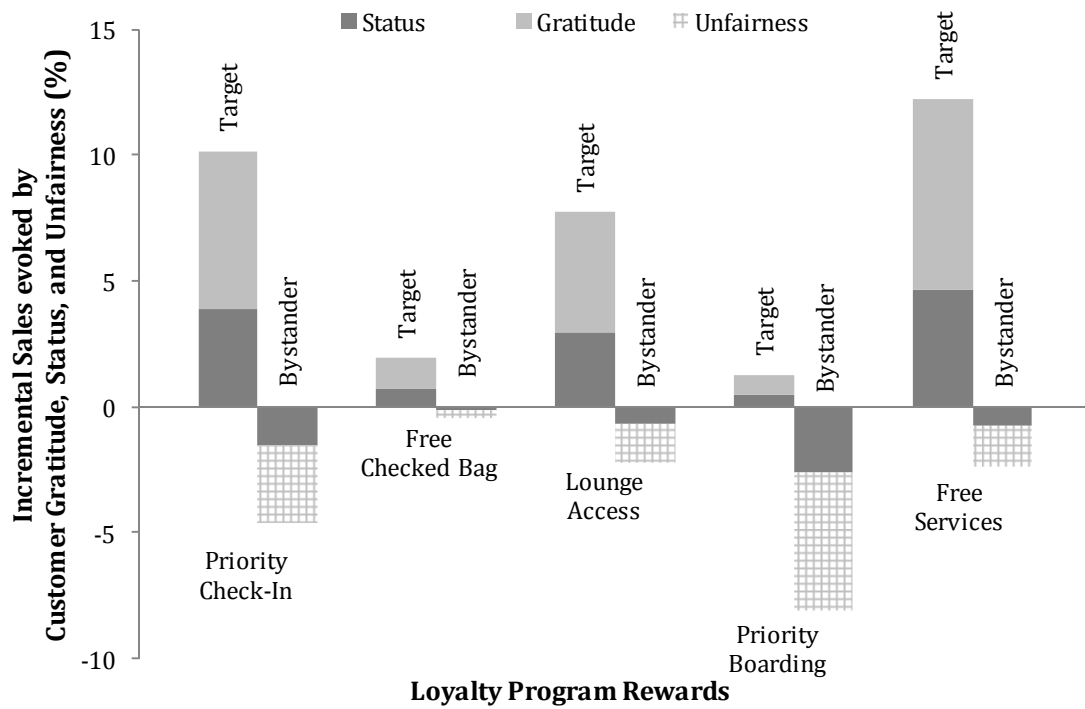 Status
Gratitude
Unfairness
Incremental Sales evoked by
Customer Gratitude, Status, and Unfairness (%)
15
10
5
0
-5
-10
Target
Bystander
Priority
Check-In
Target
Bystander
Free
Checked Bag
Target
Bystander
Lounge
Access
Target
Bystander
Priority
Boarding
Target
Bystander
Free
Services
Loyalty Program Rewards